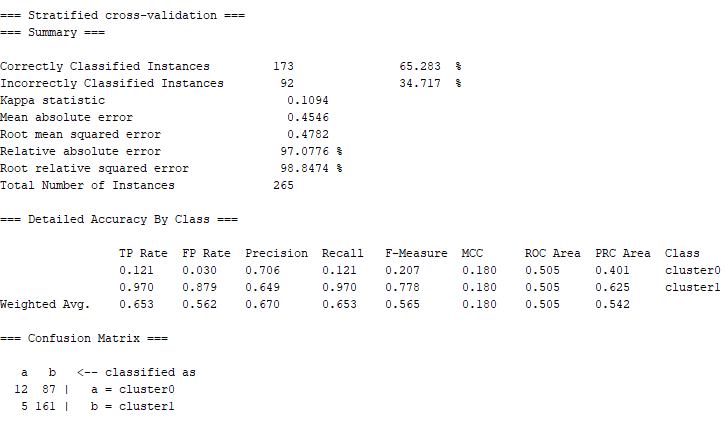 === Stratified cross-validation ===
=== Summary ===
Correctly Classified Instances 173 65.283 %
Incorrectly Classified Instances 92 34.717 %
Kappa statistic 0.1094
Mean absolute error 0.4546
Root mean squared error 0.4782
Relative absolute error 97.0776 %
Root relative squared error 98.8474 %
Total Number of Instances 265
=== Detailed Accuracy By Class ===
TP Rate FP Rate Precision Recall F-Measure MCC ROC Area PRC Area Class
0.121 0.030 0.706 0.121 0.207 0.180 0.505 0.401 cluster0
0.970 0.879 0.649 0.970 0.778 0.180 0.505 0.625 cluster1
Weighted Avg. 0.653 0.562 0.670 0.653 0.565 0.180 0.505 0.542
=== Confusion Matrix ===
a b <-- classified as
12 87 | a = cluster0
5 161 | b = cluster1